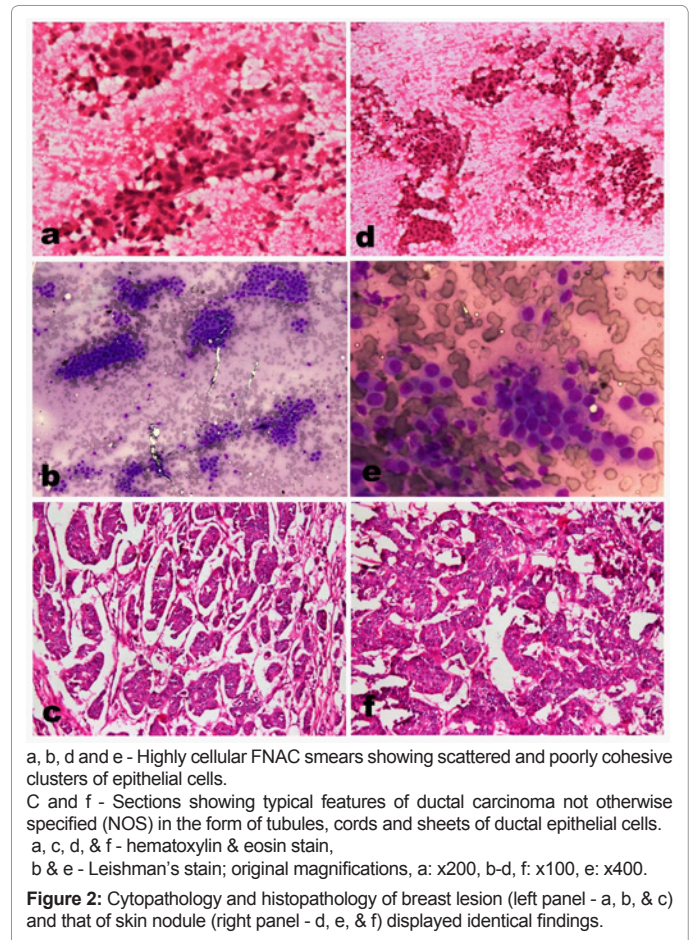 a
d
b
e
c
f
a, b, d and e - Highly cellular FNAC smears showing scattered and poorly cohesive
clusters of epithelial cells.
C and f - Sections showing typical features of ductal carcinoma not otherwise
specified (NOS) in the form of tubules, cords and sheets of ductal epithelial cells.
a, c, d, & f - hematoxylin & eosin stain,
b & e - Leishman's stain; original magnifications, a: x200, b-d, f: x100, e: x400.
Figure 2: Cytopathology and histopathology of breast lesion (left panel - a, b, & c)
and that of skin nodule (right panel - d, e, & f) displayed identical findings.